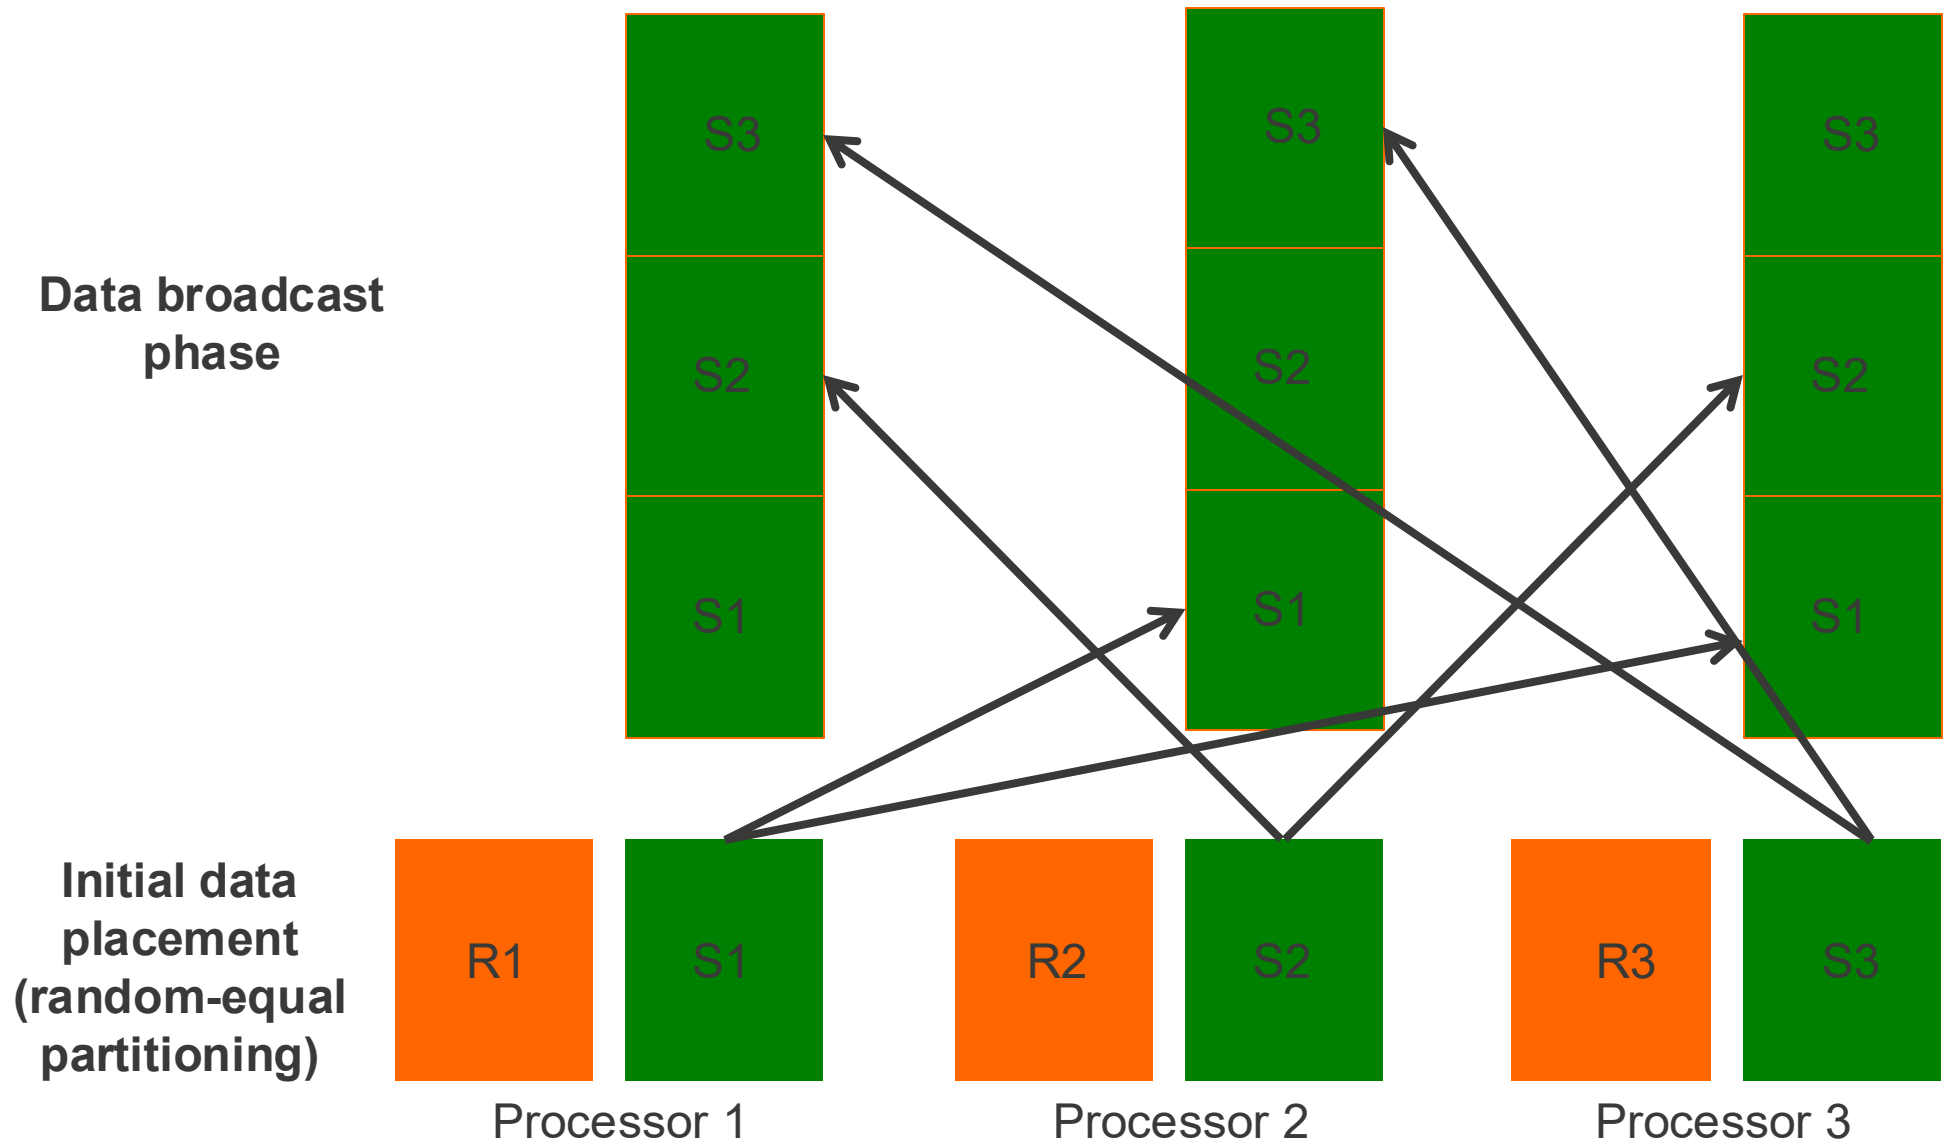 S3 S3 S3
Data broadcast
phase
S2 S2 S2
S1 S1 S1
Initial data
placement
(random-equal
partitioning)
R1 S1 R2 S2 R3 S3
Processor 1 Processor 2 Processor 3